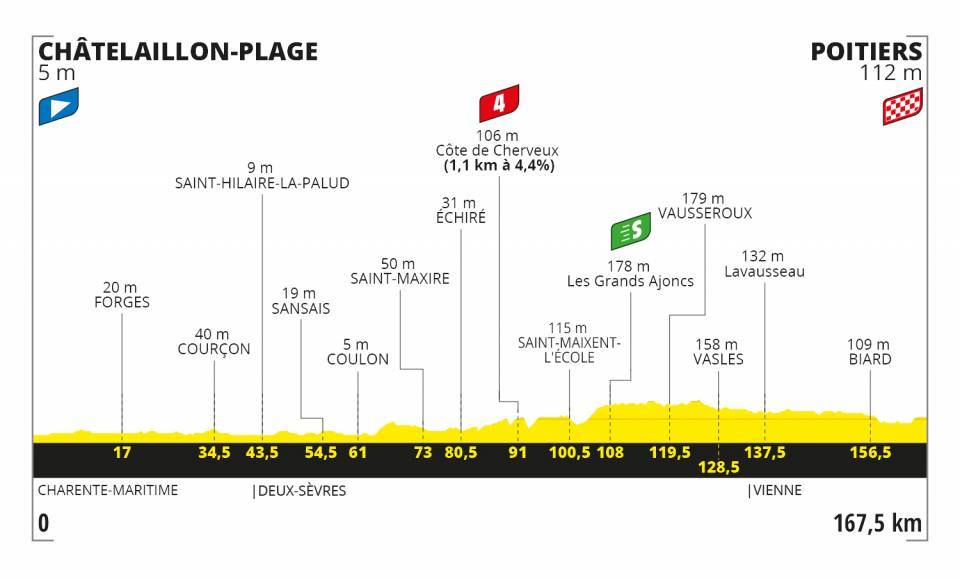 CHÂTELAILLON-PLAGE
5 m
POITIERS
112 m
4
106 m
Côte de Cherveux
(1,1 km à 4,4%)
9 m
SAINT-HILAIRE-LA-PALUD
31 m
ÉCHIRÉ
179 m
VAUSSEROUX
S
178 m
Les Grands Ajoncs
132 m
Lavausseau
50 m
SAINT-MAXIRE
20 m
FORGES
19 m
SANSAIS
40 m
COURÇON
5 m
COULON
115 m
SAINT-MAIXENT-
L'ÉCOLE
158 m
VASLES
109 m
BIARD
17
34,5
43,5
54,5
61
73
80,5
91
100,5
108
119,5
128,5
137,5
156,5
CHARENTE-MARITIME
|DEUX-SÈVRES
|VIENNE
0
167,5 km